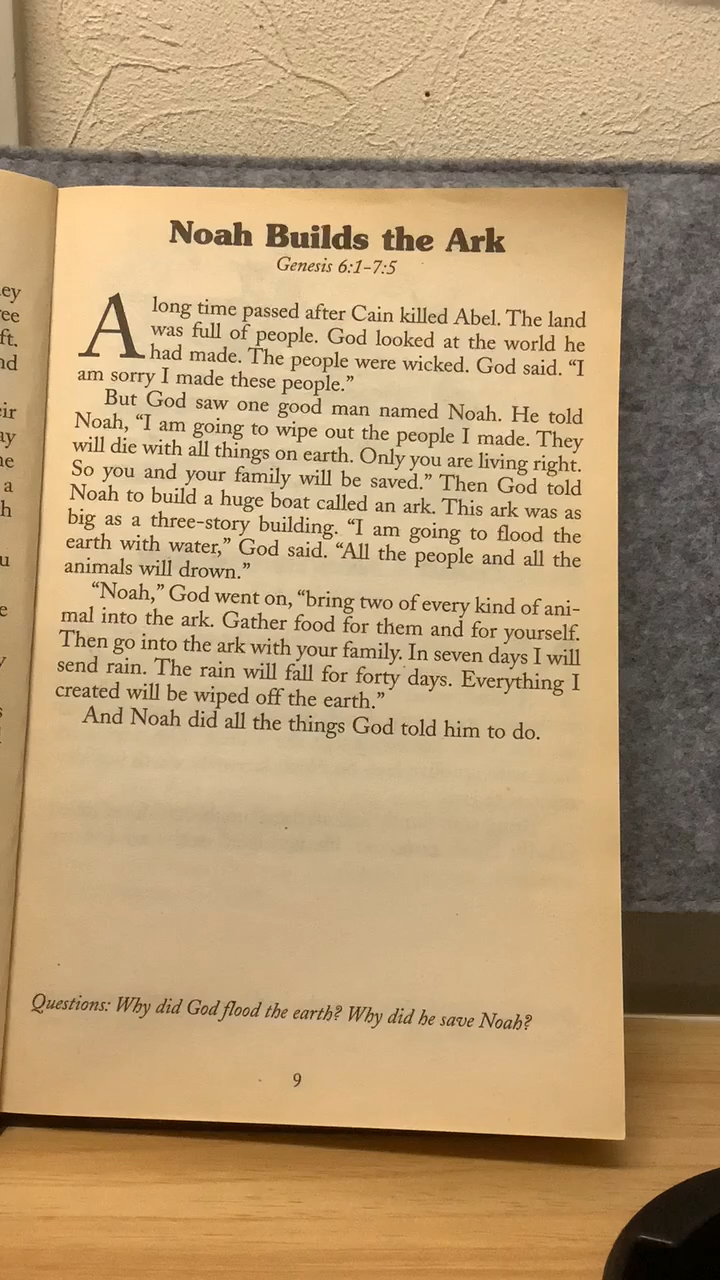 Noah Builds the Ark
Genesis 6:1–7:5
A long time passed after Cain killed Abel. The land
was full of people. God looked at the world he
had made. The people were wicked. God said. “I
am sorry I made these people.”
But God saw one good man named Noah. He told
Noah, “I am going to wipe out the people I made. They
will die with all things on earth. Only you are living right.
So you and your family will be saved.” Then God told
Noah to build a huge boat called an ark. This ark was as
big as a three-story building. “I am going to flood the
earth with water,” God said. “All the people and all the
animals will drown.”
“Noah,” God went on, “bring two of every kind of ani-
mal into the ark. Gather food for them and for yourself.
Then go into the ark with your family. In seven days I will
send rain. The rain will fall for forty days. Everything I
created will be wiped off the earth.”
And Noah did all the things God told him to do.
Questions: Why did God flood the earth? Why did he save Noah?
9